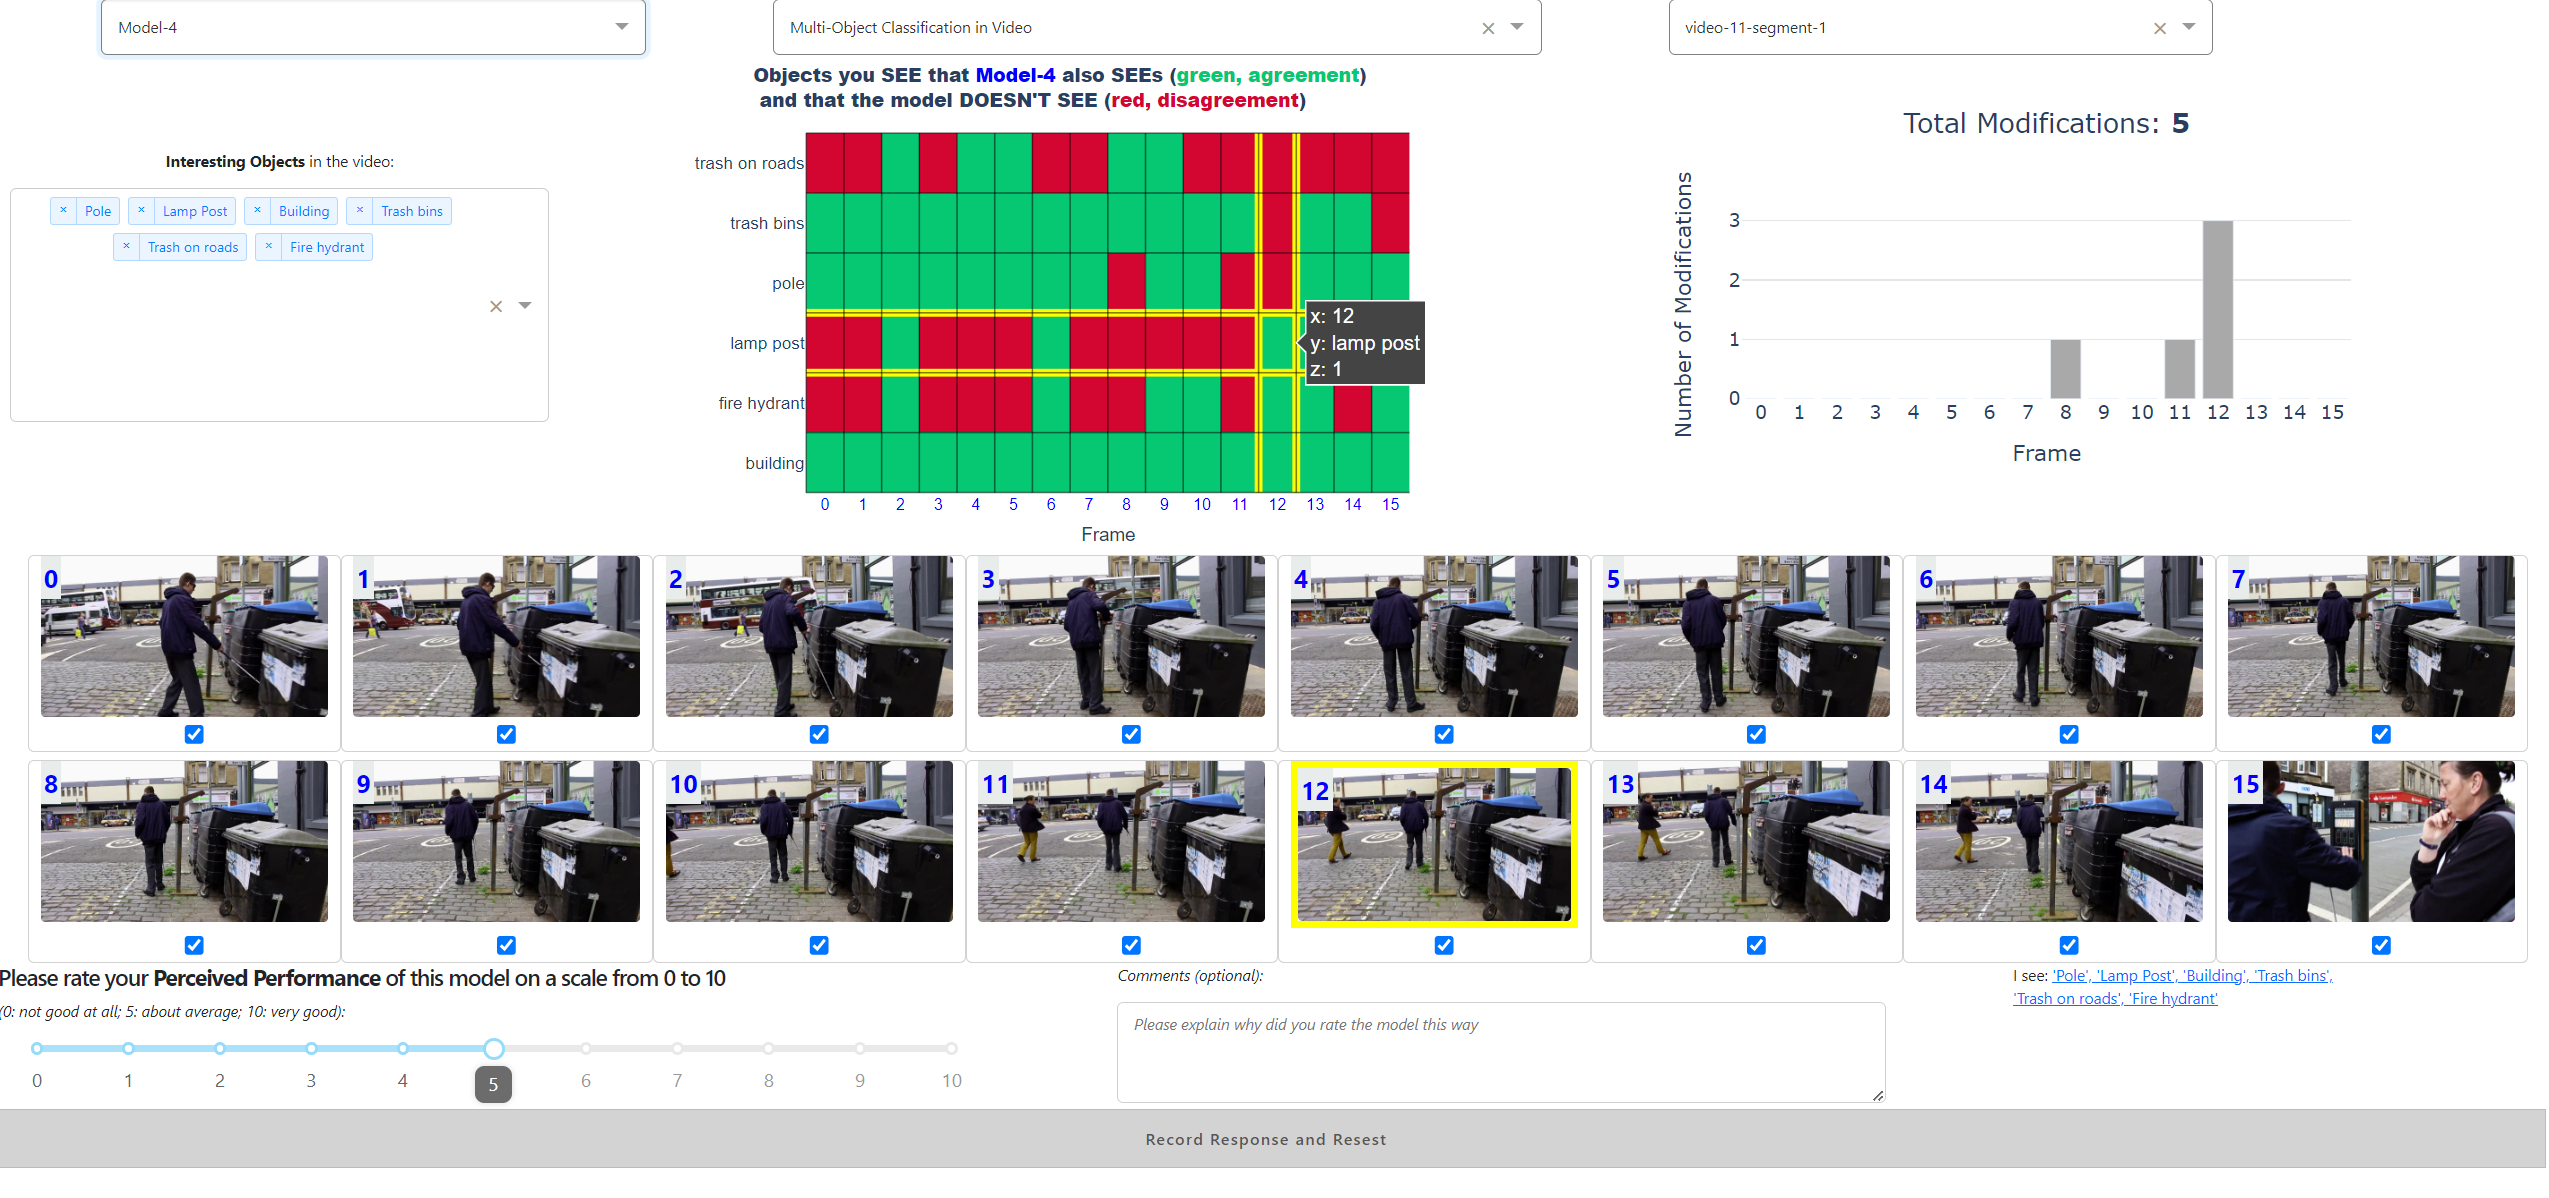 Model-4
Multi-Object Classification in Video
video-11-segment-1
Objects you SEE that Model-4 also SEEs (green, agreement)
and that the model DOESN'T SEE (red, disagreement)
Interesting Objects in the video:
× Pole × Lamp Post × Building × Trash bins
× Trash on roads × Fire hydrant
trash on roads
trash bins
pole
lamp post
fire hydrant
building
x: 12
y: lamp post
z: 1
0 1 2 3 4 5 6 7 8 9 10 11 12 13 14 15
Frame
Total Modifications: 5
Number of Modifications
3
2
1
0
0 1 2 3 4 5 6 7 8 9 10 11 12 13 14 15
Frame
0 1 2 3 4 5 6 7
8 9 10 11 12 13 14 15
Please rate your Perceived Performance of this model on a scale from 0 to 10
(0: not good at all; 5: about average; 10: very good):
0 1 2 3 4 5 6 7 8 9 10
Comments (optional):
Please explain why did you rate the model this way
I see: 'Pole', 'Lamp Post', 'Building', 'Trash bins',
'Trash on roads', 'Fire hydrant'
Record Response and Resest